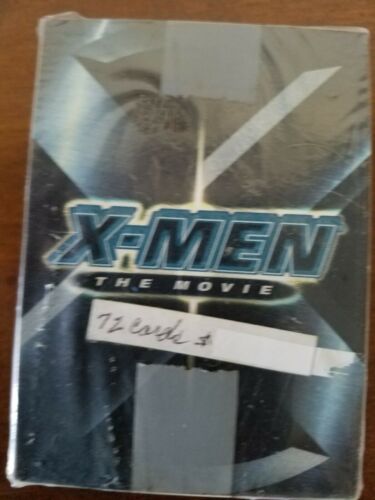 X-MEN
THE MOVIE
72 Cards $